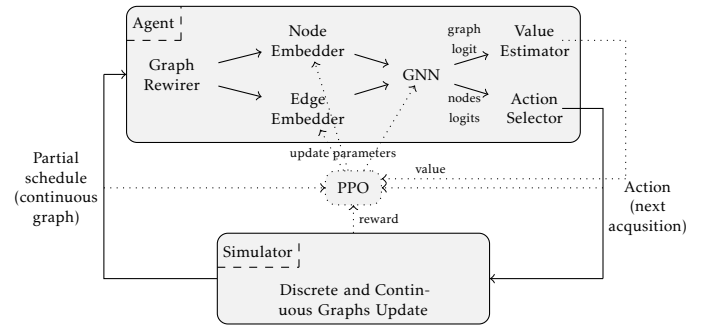 Agent
Graph
Rewirer
Node
Embedder
Edge
Embedder
GNN
graph
logit
nodes
logits
Value
Estimator
Action
Selector
update parameters
value
PPO
reward
Partial
schedule
(continuous
graph)
Action
(next
acqusition)
Simulator
Discrete and Contin-
uous Graphs Update